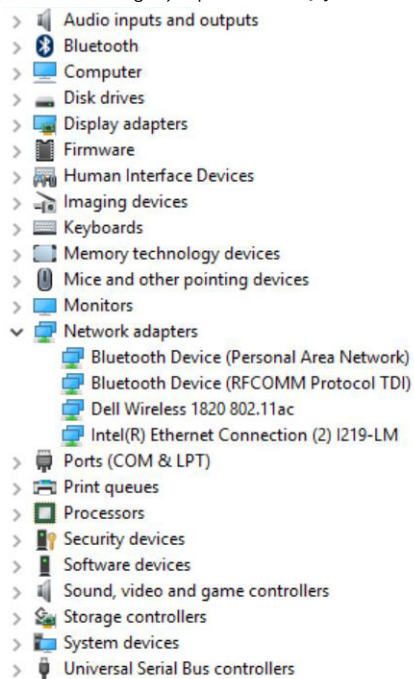 Audio inputs and outputs
Bluetooth
Computer
Disk drives
Display adapters
Firmware
Human Interface Devices
Imaging devices
Keyboards
Memory technology devices
Mice and other pointing devices
Monitors
Network adapters
Bluetooth Device (Personal Area Network)
Bluetooth Device (RFCOMM Protocol TDI)
Dell Wireless 1820 802.11ac
Intel(R) Ethernet Connection (2) I219-LM
Ports (COM & LPT)
Print queues
Processors
Security devices
Software devices
Sound, video and game controllers
Storage controllers
System devices
Universal Serial Bus controllers